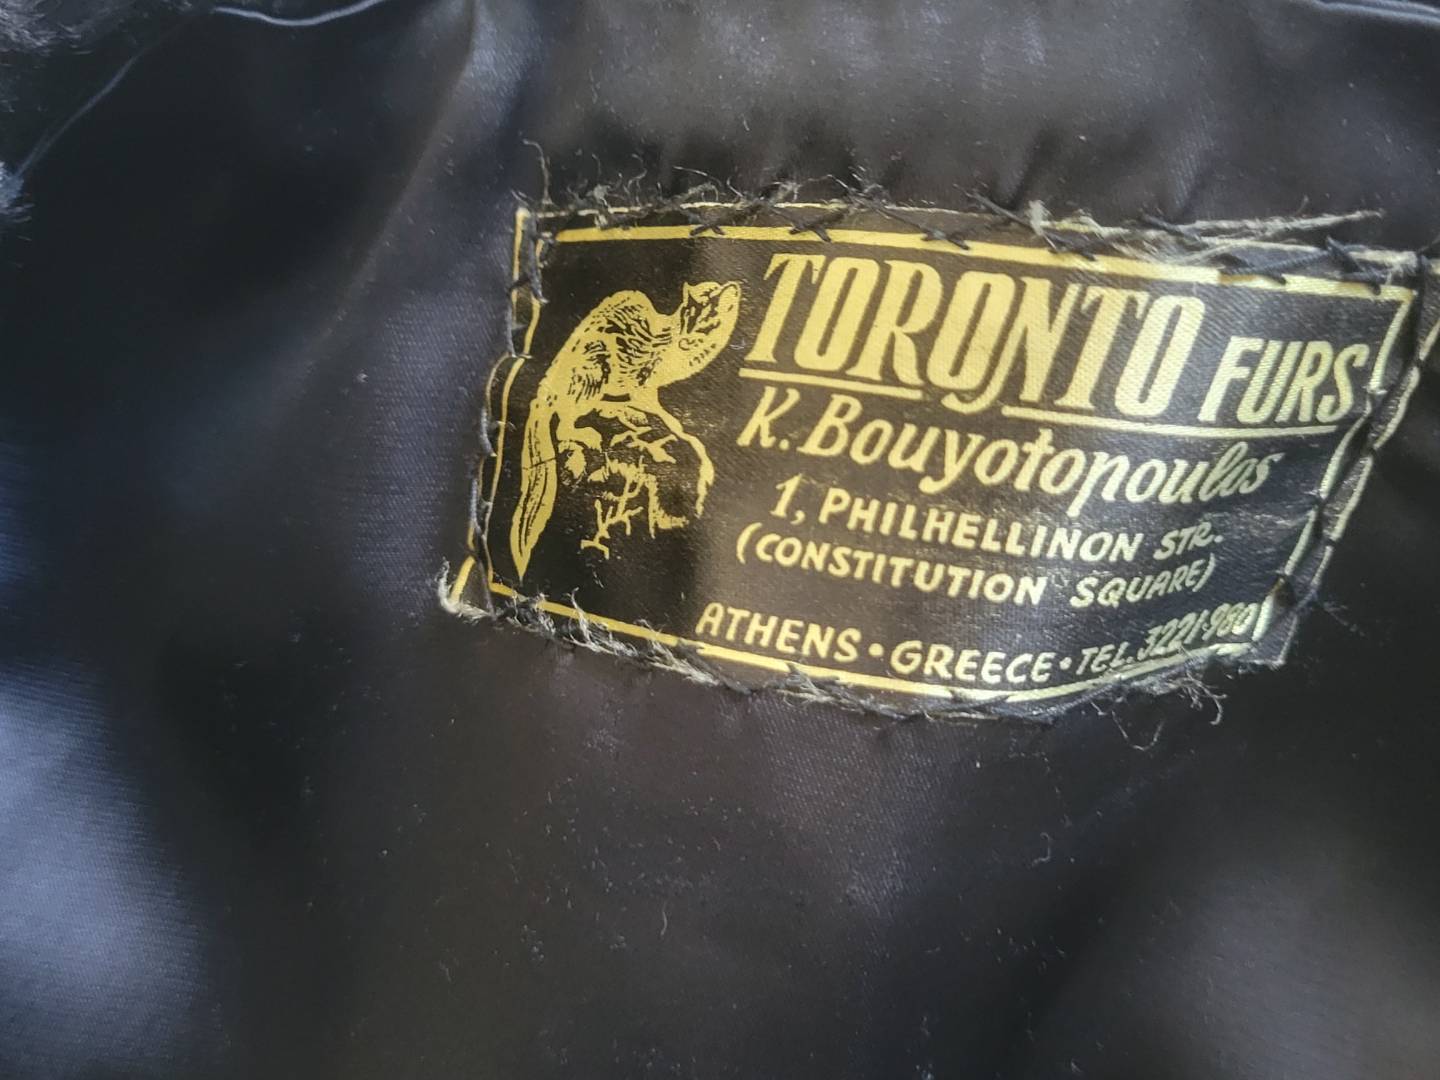 TORONTO FURS
K. Bouyotopoulos
1, PHILHELLINON STR.
(CONSTITUTION SQUARE)
ATHENS • GREECE • TEL. 3221-980